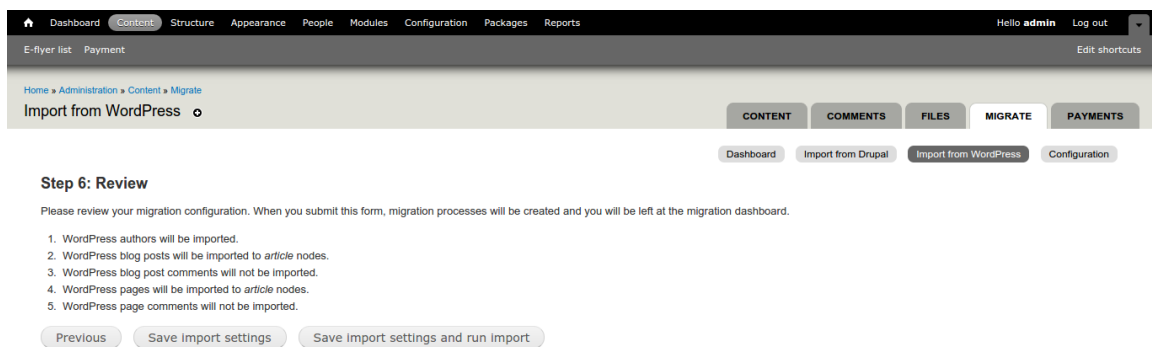 Dashboard Content Structure Appearance People Modules Configuration Packages Reports Hello admin Log out
E-flyer list Payment Edit shortcuts
Home » Administration » Content » Migrate
Import from WordPress
CONTENT COMMENTS FILES MIGRATE PAYMENTS
Dashboard Import from Drupal Import from WordPress Configuration
Step 6: Review
Please review your migration configuration. When you submit this form, migration processes will be created and you will be left at the migration dashboard.
1. WordPress authors will be imported.
2. WordPress blog posts will be imported to article nodes.
3. WordPress blog post comments will not be imported.
4. WordPress pages will be imported to article nodes.
5. WordPress page comments will not be imported.
Previous Save import settings Save import settings and run import